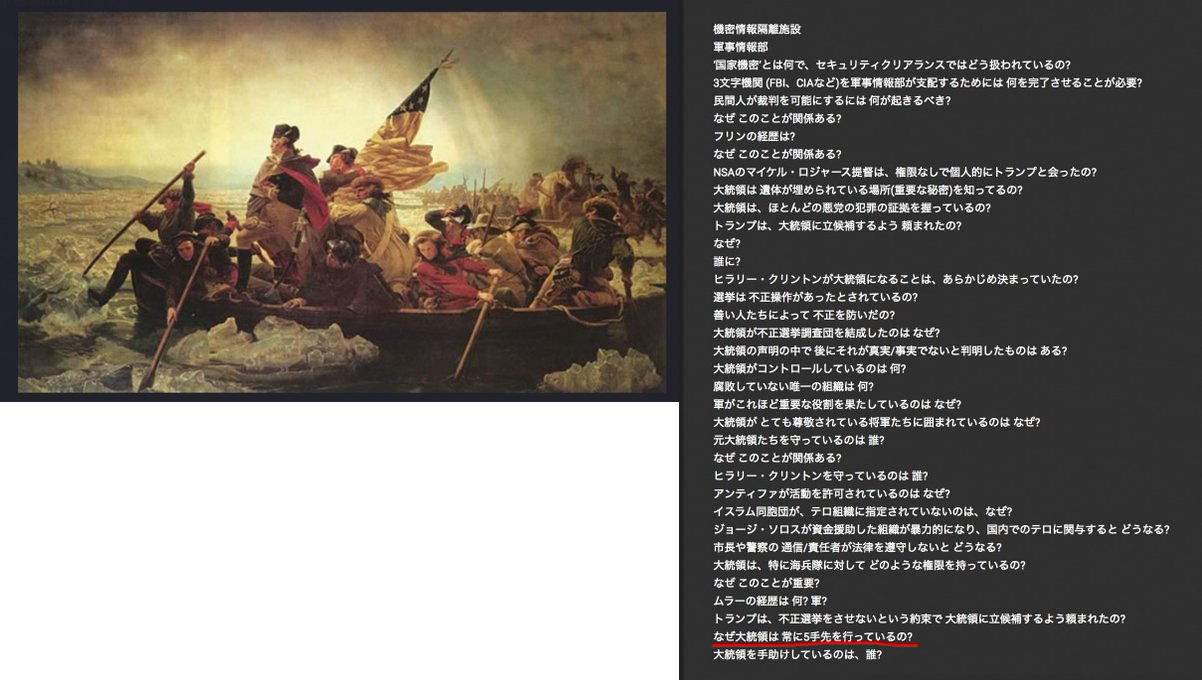 機密情報隔離施設
軍事情報部
'国家機密'とは何で、セキュリティクリアランスではどう扱われているの?
3文字機関 (FBI、CIAなど)を軍事情報部が支配するためには 何を完了させることが必要?
民間人が裁判を可能にするには 何が起きるべき?
なぜ このことが関係ある?
フリンの経歴は?
なぜ このことが関係ある?
NSAのマイケル・ロジャース提督は、権限なしで個人的にトランプと会ったの?
大統領は 遺体が埋められている場所(重要な秘密)を知ってるの?
大統領は、ほとんどの悪党の犯罪の証拠を握っているの?
トランプは、大統領に立候補するよう 頼まれたの?
なぜ?
誰に?
ヒラリー・クリントンが大統領になることは、あらかじめ決まっていたの?
選挙は 不正操作があったとされているの?
善い人たちによって 不正を防いだの?
大統領が不正選挙調査団を結成したのは なぜ?
大統領の声明の中で 後にそれが真実/事実でないと判明したものは ある?
大統領がコントロールしているのは 何?
腐敗していない唯一の組織は 何?
軍がこれほど重要な役割を果たしているのは なぜ?
大統領が とても尊敬されている将軍たちに囲まれているのは なぜ?
元大統領たちを守っているのは 誰?
なぜ このことが関係ある?
ヒラリー・クリントンを守っているのは 誰?
アンティファが活動を許可されているのは なぜ?
イスラム同胞団が、テロ組織に指定されていないのは、なぜ?
ジョージ・ソロスが資金援助した組織が暴力的になり、国内でのテロに関与すると どうなる?
市長や警察の 通信/責任者が法律を遵守しないと どうなる?
大統領は、特に海兵隊に対して どのような権限を持っているの?
なぜ このことが重要?
ムラーの経歴は 何? 軍?
トランプは、不正選挙をさせないという約束で 大統領に立候補するよう頼まれたの?
なぜ大統領は 常に5手先を行っているの?
大統領を手助けしているのは、誰?